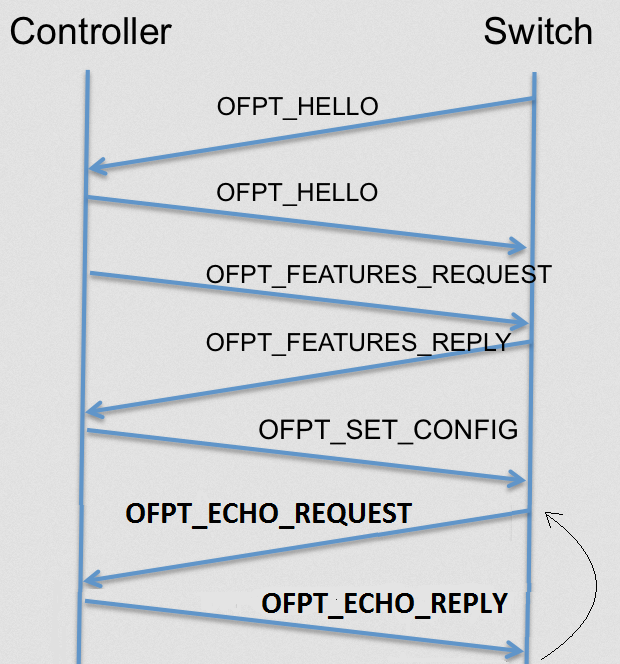 Controller
Switch
OFPT_HELLO
OFPT_HELLO
OFPT_FEATURES_REQUEST
OFPT_FEATURES_REPLY
OFPT_SET_CONFIG
OFPT_ECHO_REQUEST
OFPT_ECHO_REPLY